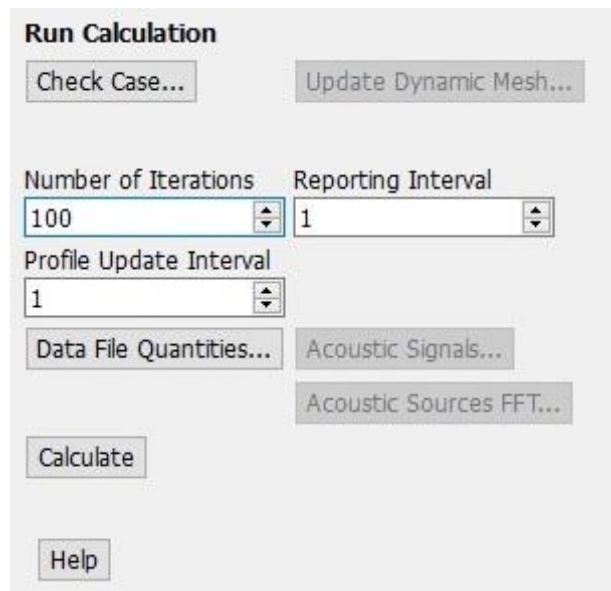 Run Calculation
Check Case... Update Dynamic Mesh...
Number of Iterations Reporting Interval
100 1
Profile Update Interval
1
Data File Quantities... Acoustic Signals...
Acoustic Sources FFT...
Calculate
Help